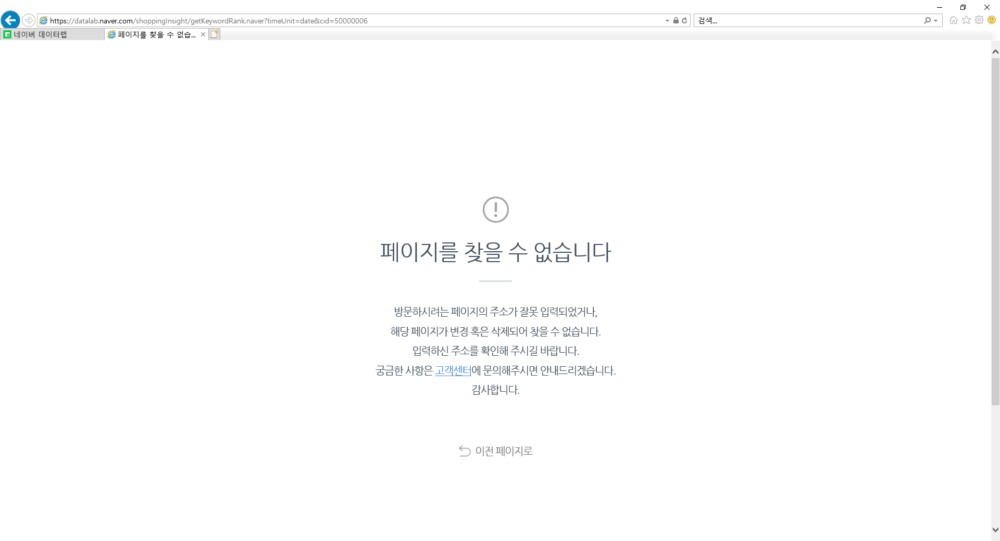 https://datalab.naver.com/shoppingInsight/getKeywordRank.naver?timeUnit=date&cid=50000006
검색...
네이버 데이터랩
페이지를 찾을 수 없습...
페이지를 찾을 수 없습니다
방문하시려는 페이지의 주소가 잘못 입력되었거나,
해당 페이지가 변경 혹은 삭제되어 찾을 수 없습니다.
입력하신 주소를 확인해 주시길 바랍니다.
궁금한 사항은 고객센터에 문의해주시면 안내드리겠습니다.
감사합니다.
이전 페이지로